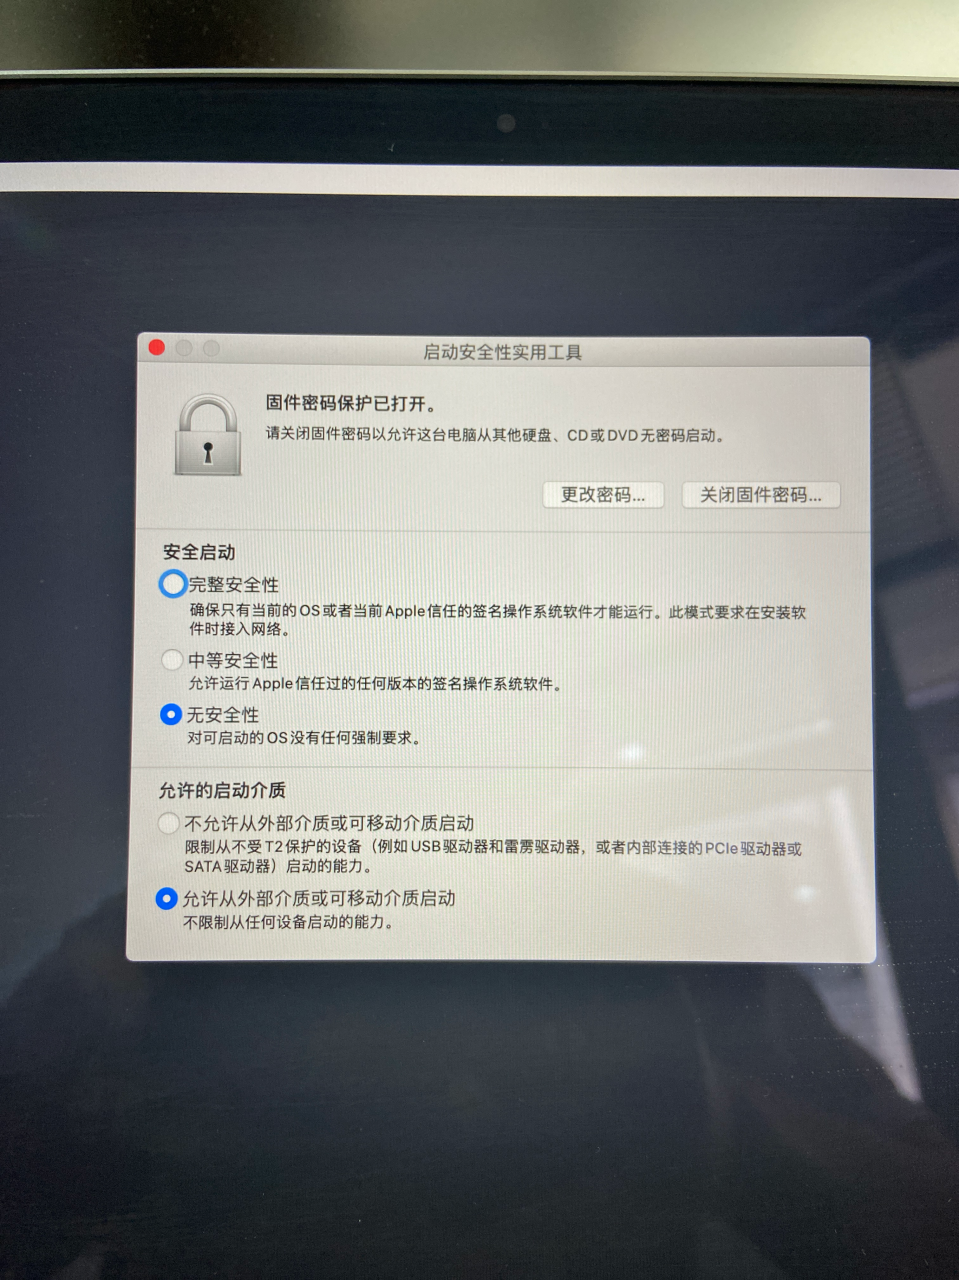 启动安全性实用工具
固件密码保护已打开。
请关闭固件密码以允许这台电脑从其他硬盘、CD或DVD无密码启动。
更改密码... 关闭固件密码...
安全启动
完整安全性
确保只有当前的OS或者当前Apple信任的签名操作系统软件才能运行。此模式要求在安装软
件时接入网络。
中等安全性
允许运行Apple信任过的任何版本的签名操作系统软件。
无安全性
对可启动的OS没有任何强制要求。
允许的启动介质
不允许从外部介质或可移动介质启动
限制从不受T2保护的设备（例如USB驱动器和雷雳驱动器，或者内部连接的PCIe驱动器或
SATA驱动器）启动的能力。
允许从外部介质或可移动介质启动
不限制从任何设备启动的能力。